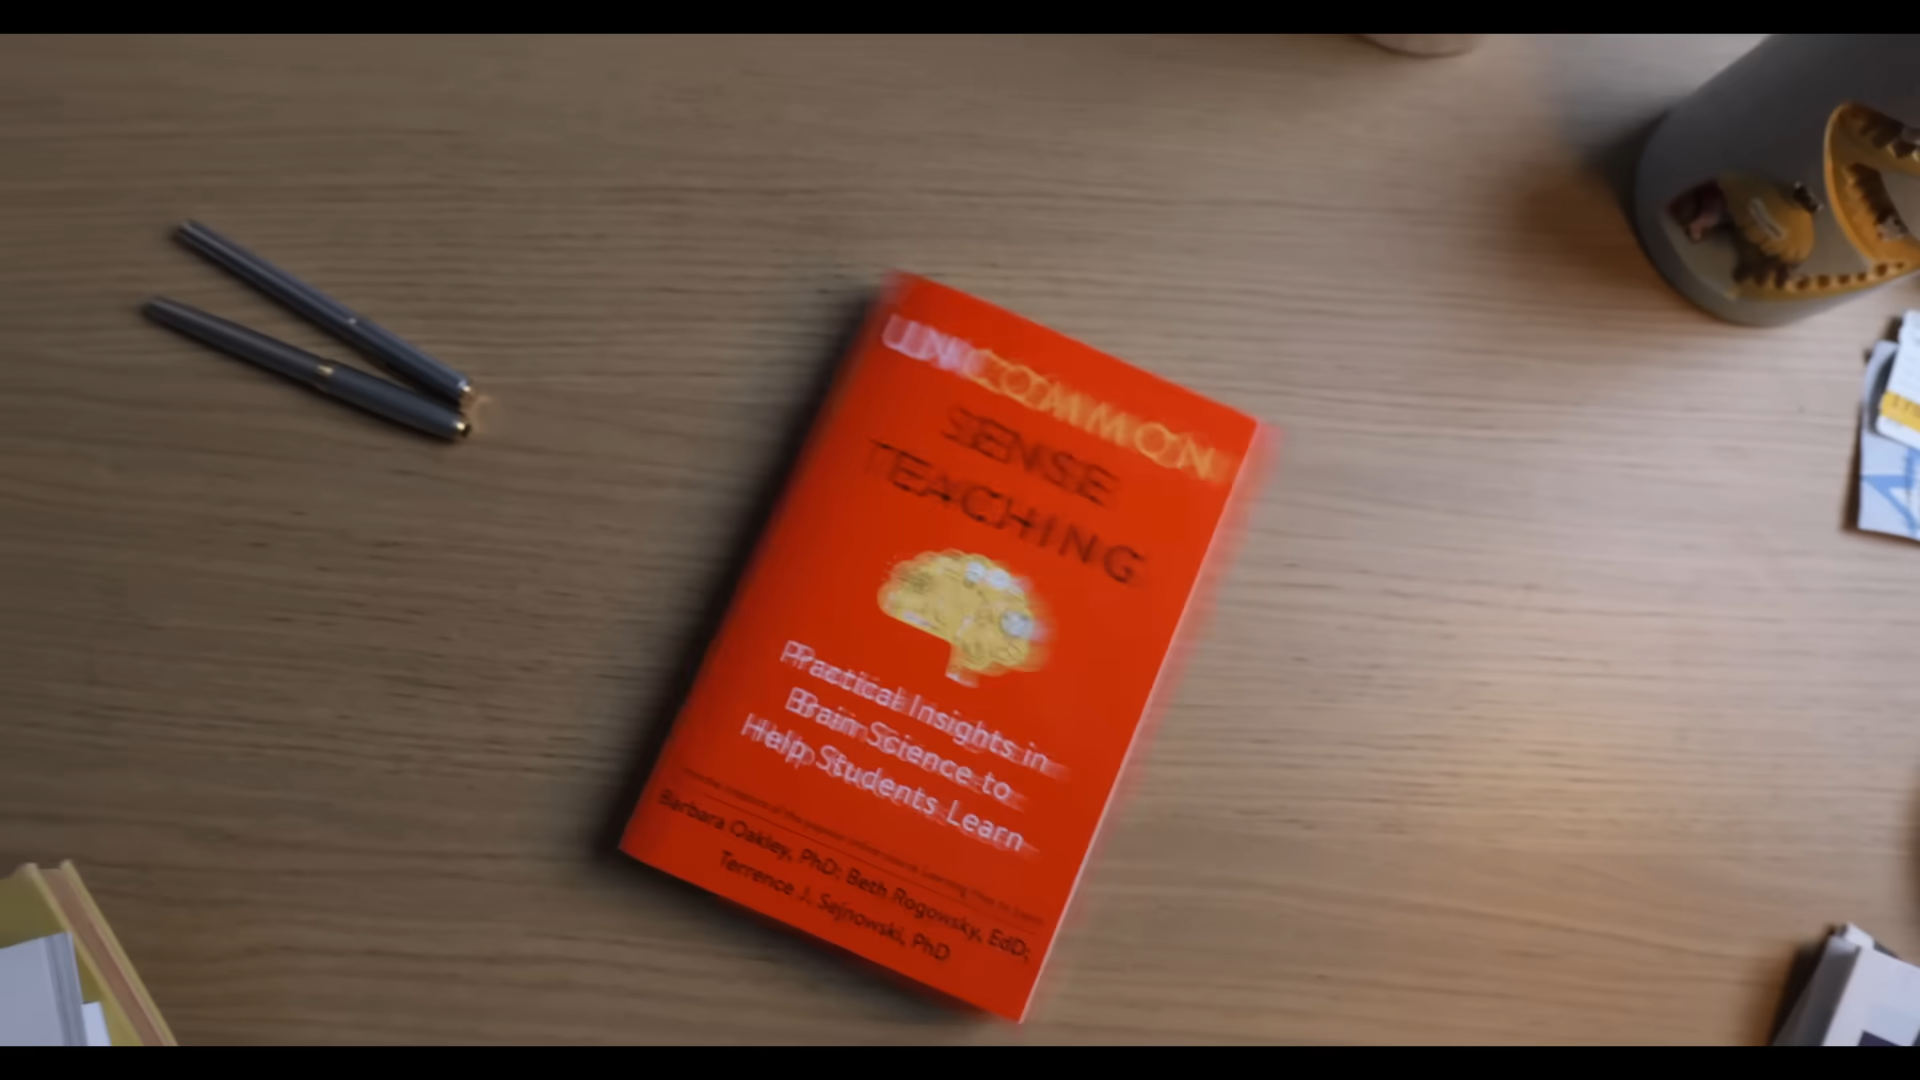 UNCOMMON
SENSE
TEACHING
Practical Insights in
Brain Science to
Help Students Learn
Barbara Oakley, PhD; Beth Rogowsky, EdD;
Terrence J. Sejnowski, PhD